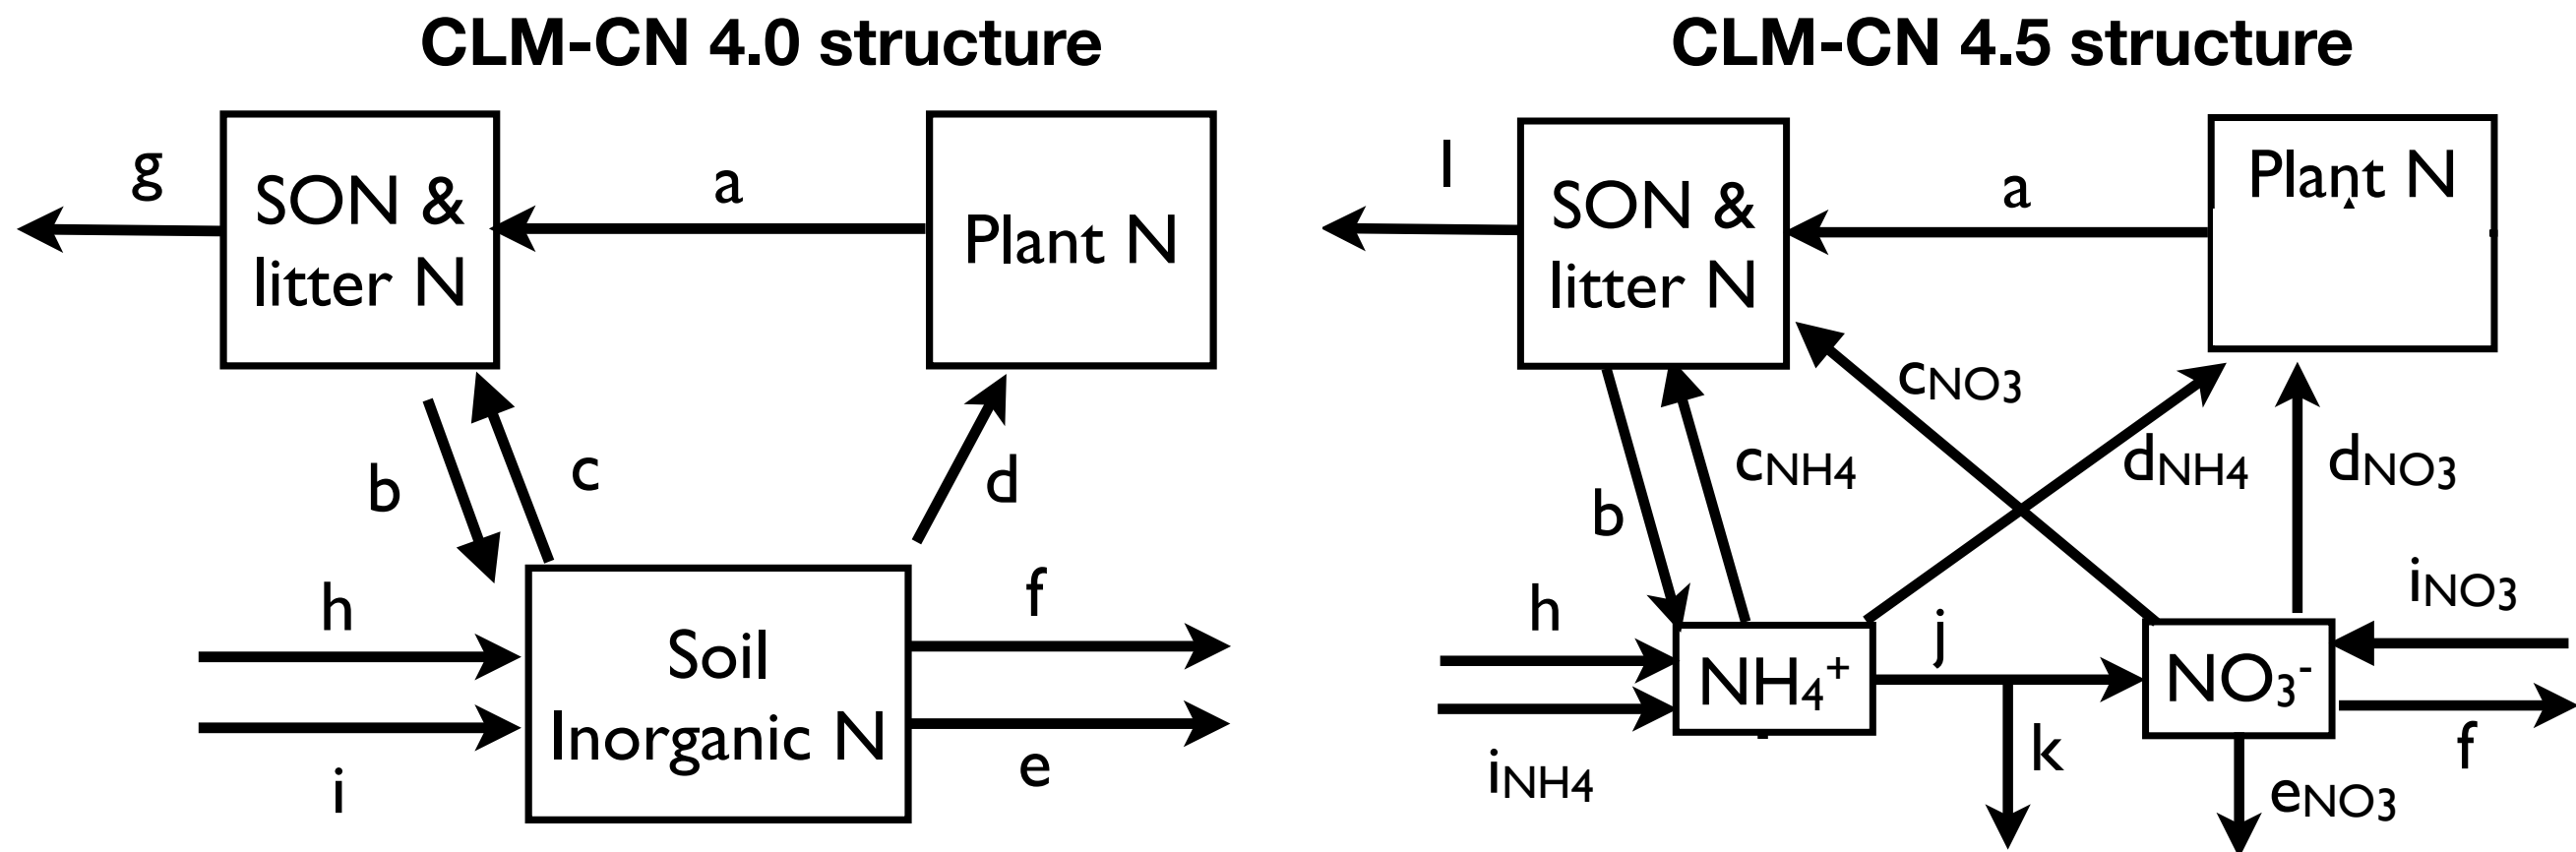 CLM-CN 4.0 structure
g
SON &
litter N
a
Plant N
b
c
d
h
i
Soil
Inorganic N
f
e
CLM-CN 4.5 structure
l
SON &
litter N
a
Plant N
cNO3
b
cNH4
dNH4
dNO3
h
iNH4
NH4+
j
k
NO3-
iNO3
f
eNO3